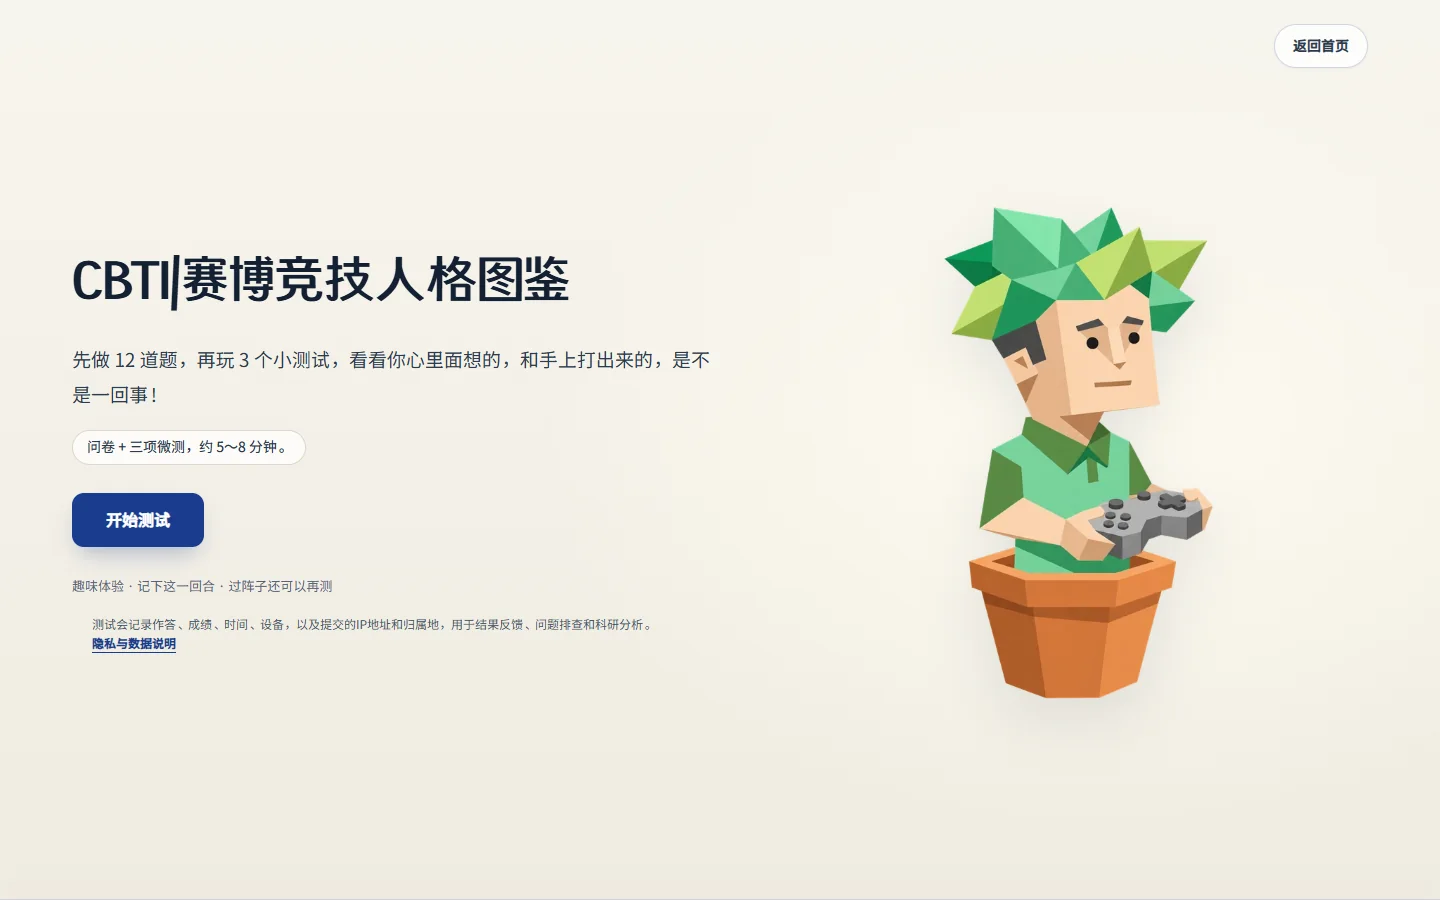 返回首页
CBTI|赛博竞技人格图鉴
先做 12 道题，再玩 3 个小测试，看看你心里面想的，和手上打出来的，是不
是一回事！
问卷 + 三项微测，约 5～8 分钟。
开始测试
趣味体验 · 记下这一回合 · 过阵子还可以再测
测试会记录作答、成绩、时间、设备，以及提交的IP地址和归属地，用于结果反馈、问题排查和科研分析。
隐私与数据说明